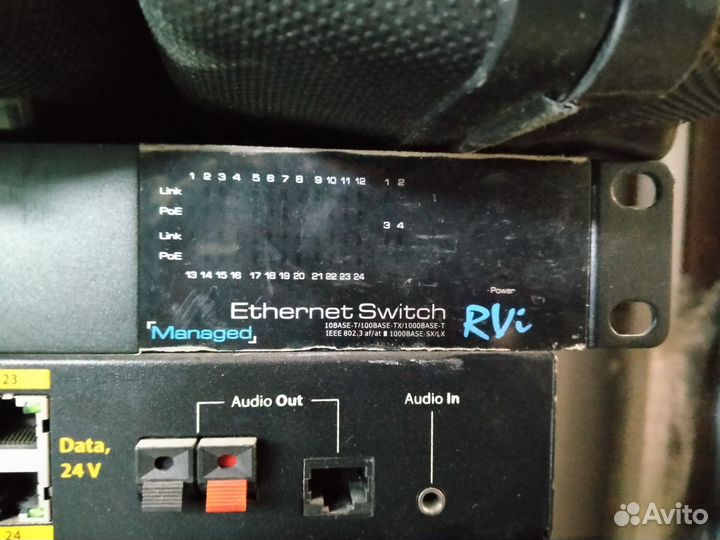 1 2 3 4 5 6 7 8 9 10 11 12 1 2
Link
PoE
3 4
Link
PoE
13 14 15 16 17 18 19 20 21 22 23 24
Power
Ethernet Switch
RVi
Managed
10BASE-T/100BASE-TX/1000BASE-T
IEEE 802.3 af/at 1000BASE-SX/LX
23
Audio Out
Audio In
Data,
24 V
24
Avito